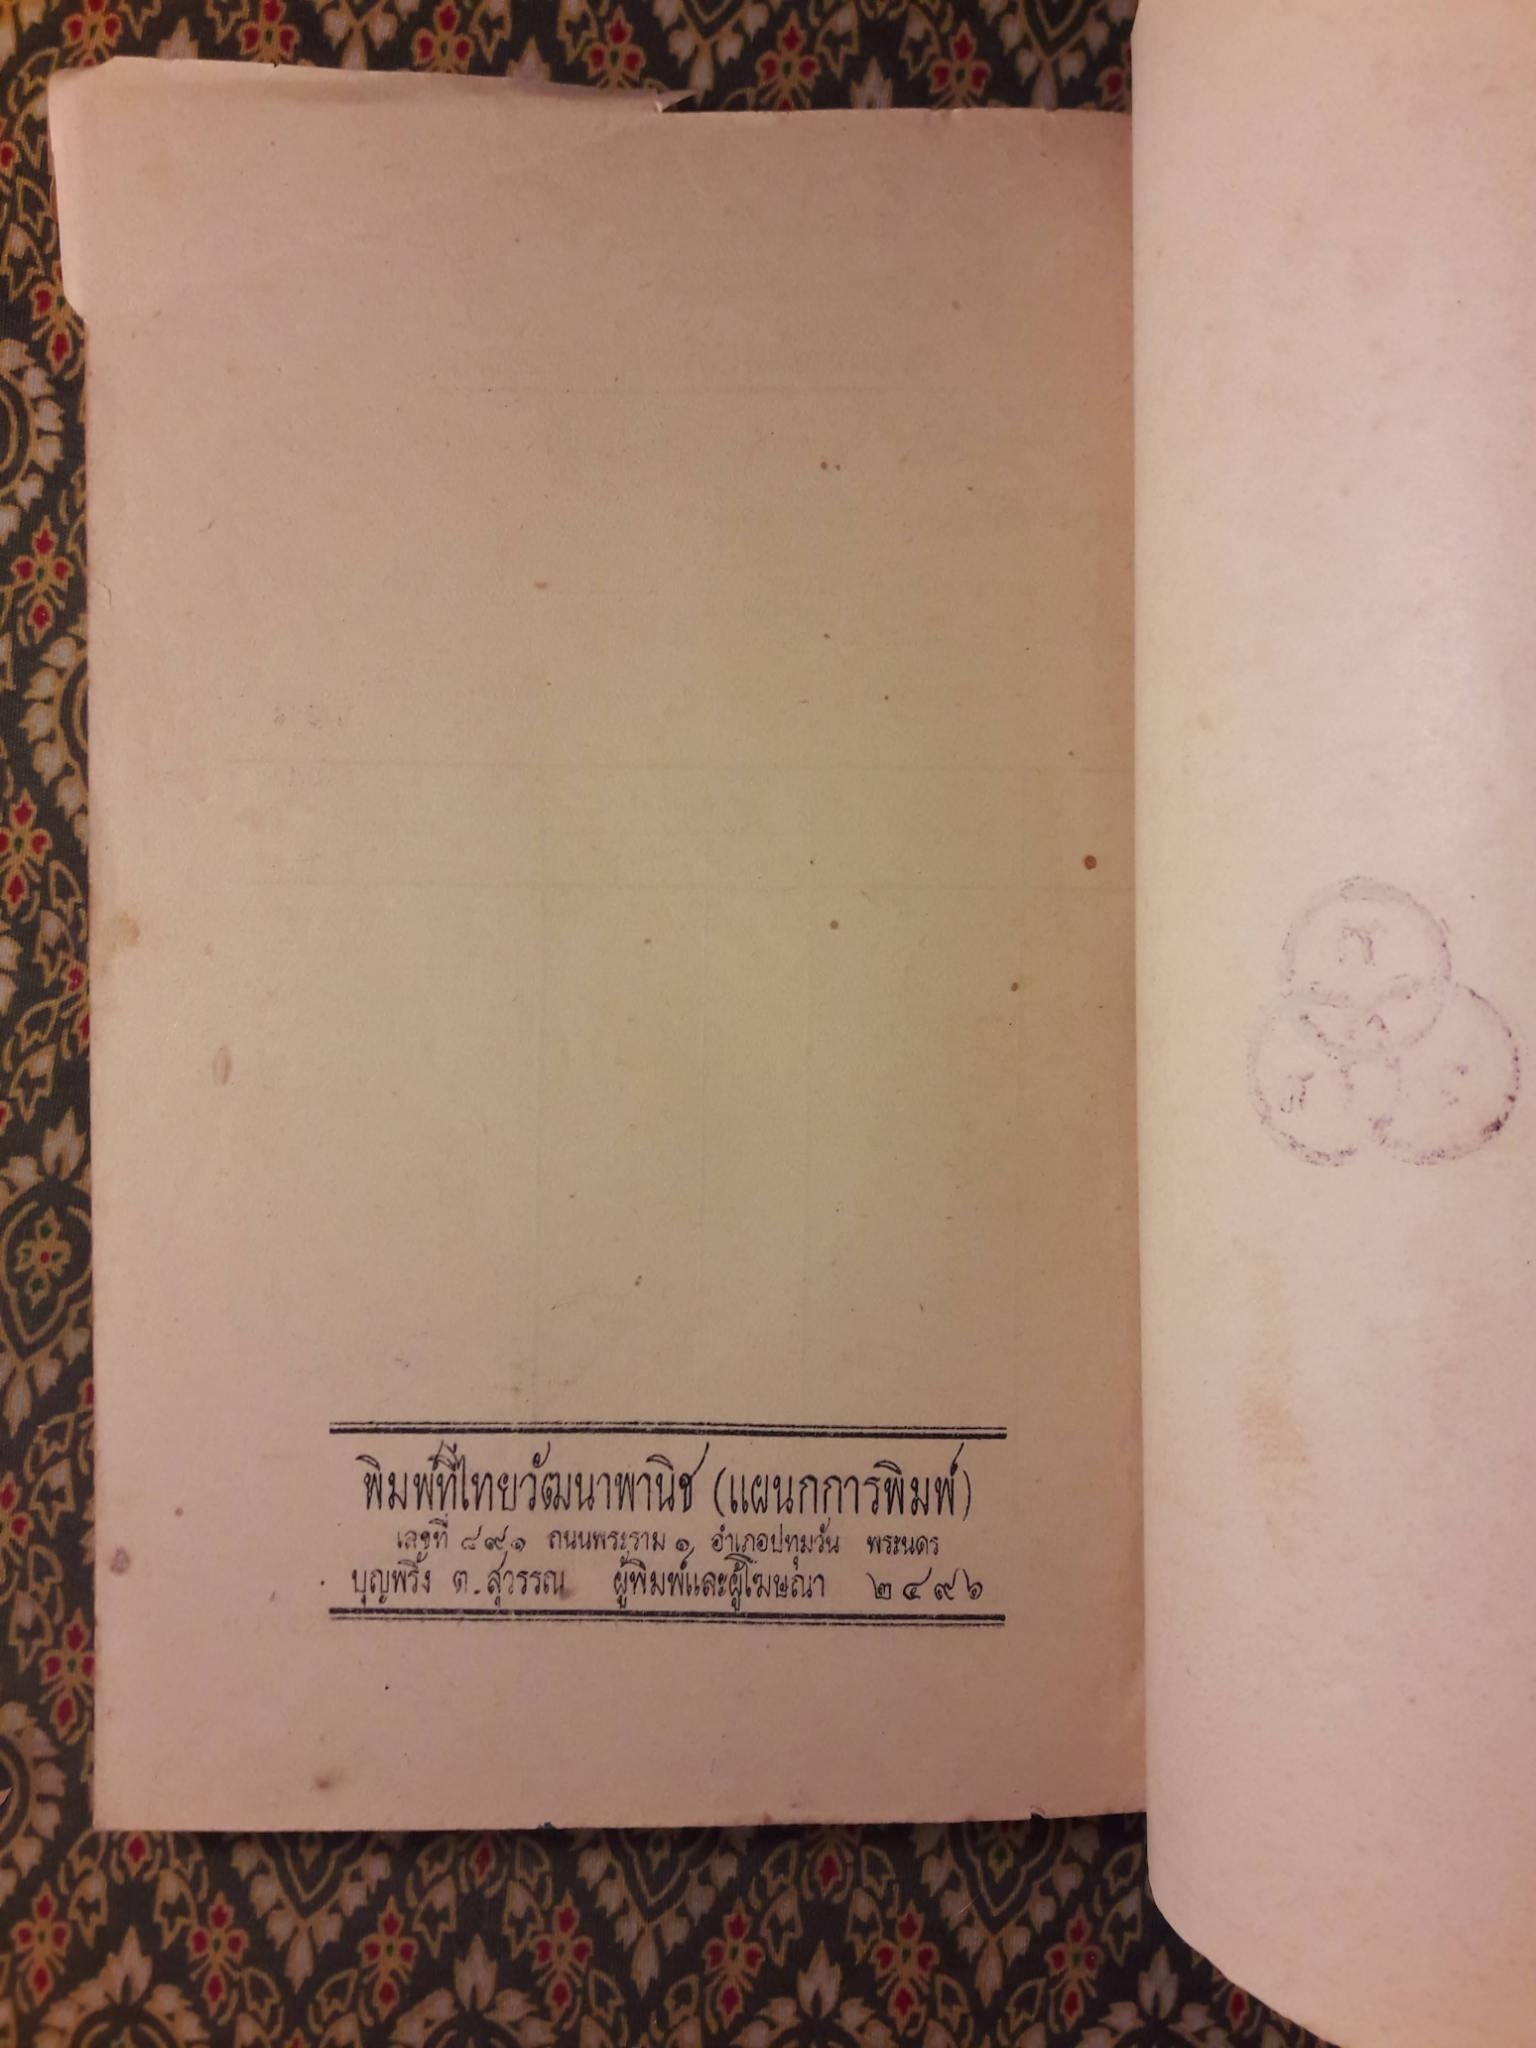 พิมพ์ที่ไทยวัฒนาพานิช (แผนกการพิมพ์)
เลขที่ ๘๙๑ ถนนพระราม ๑ อำเภอปทุมวัน พระนคร
บุญพริ้ง ต. สุวรรณ ผู้พิมพ์และผู้โฆษณา ๒๔๙๖